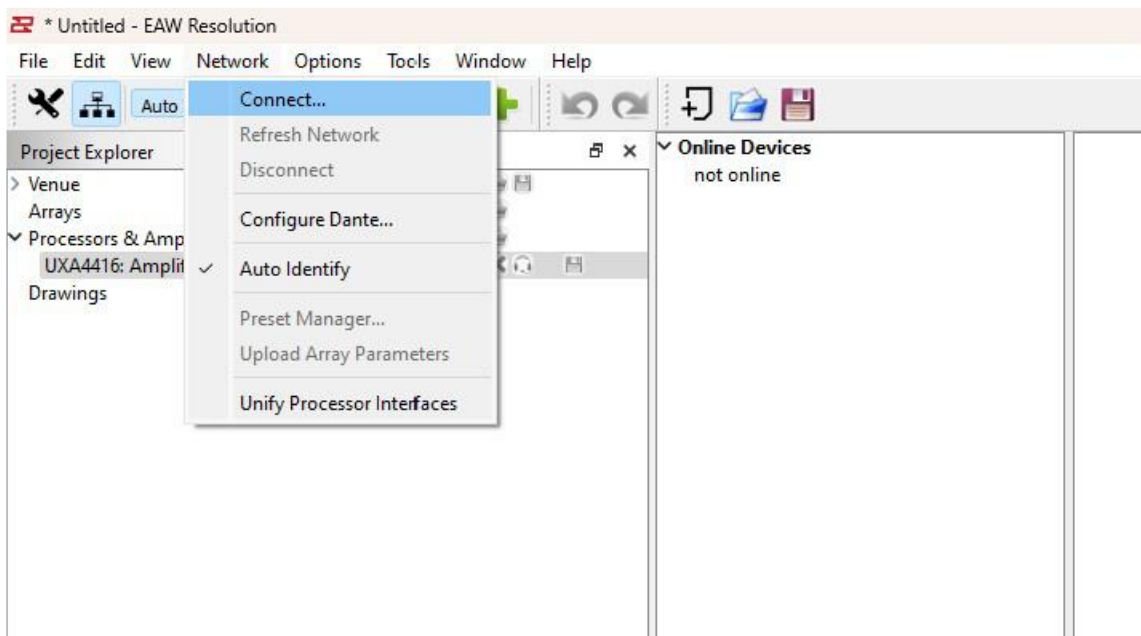 * Untitled - EAW Resolution
File Edit View Network Options Tools Window Help
Auto
Connect...
Refresh Network
Disconnect
Configure Dante...
Auto Identify
Preset Manager...
Upload Array Parameters
Unify Processor Interfaces
Project Explorer
Venue
Arrays
Processors & Amp
UXA4416: Amplif
Drawings
Online Devices
not online